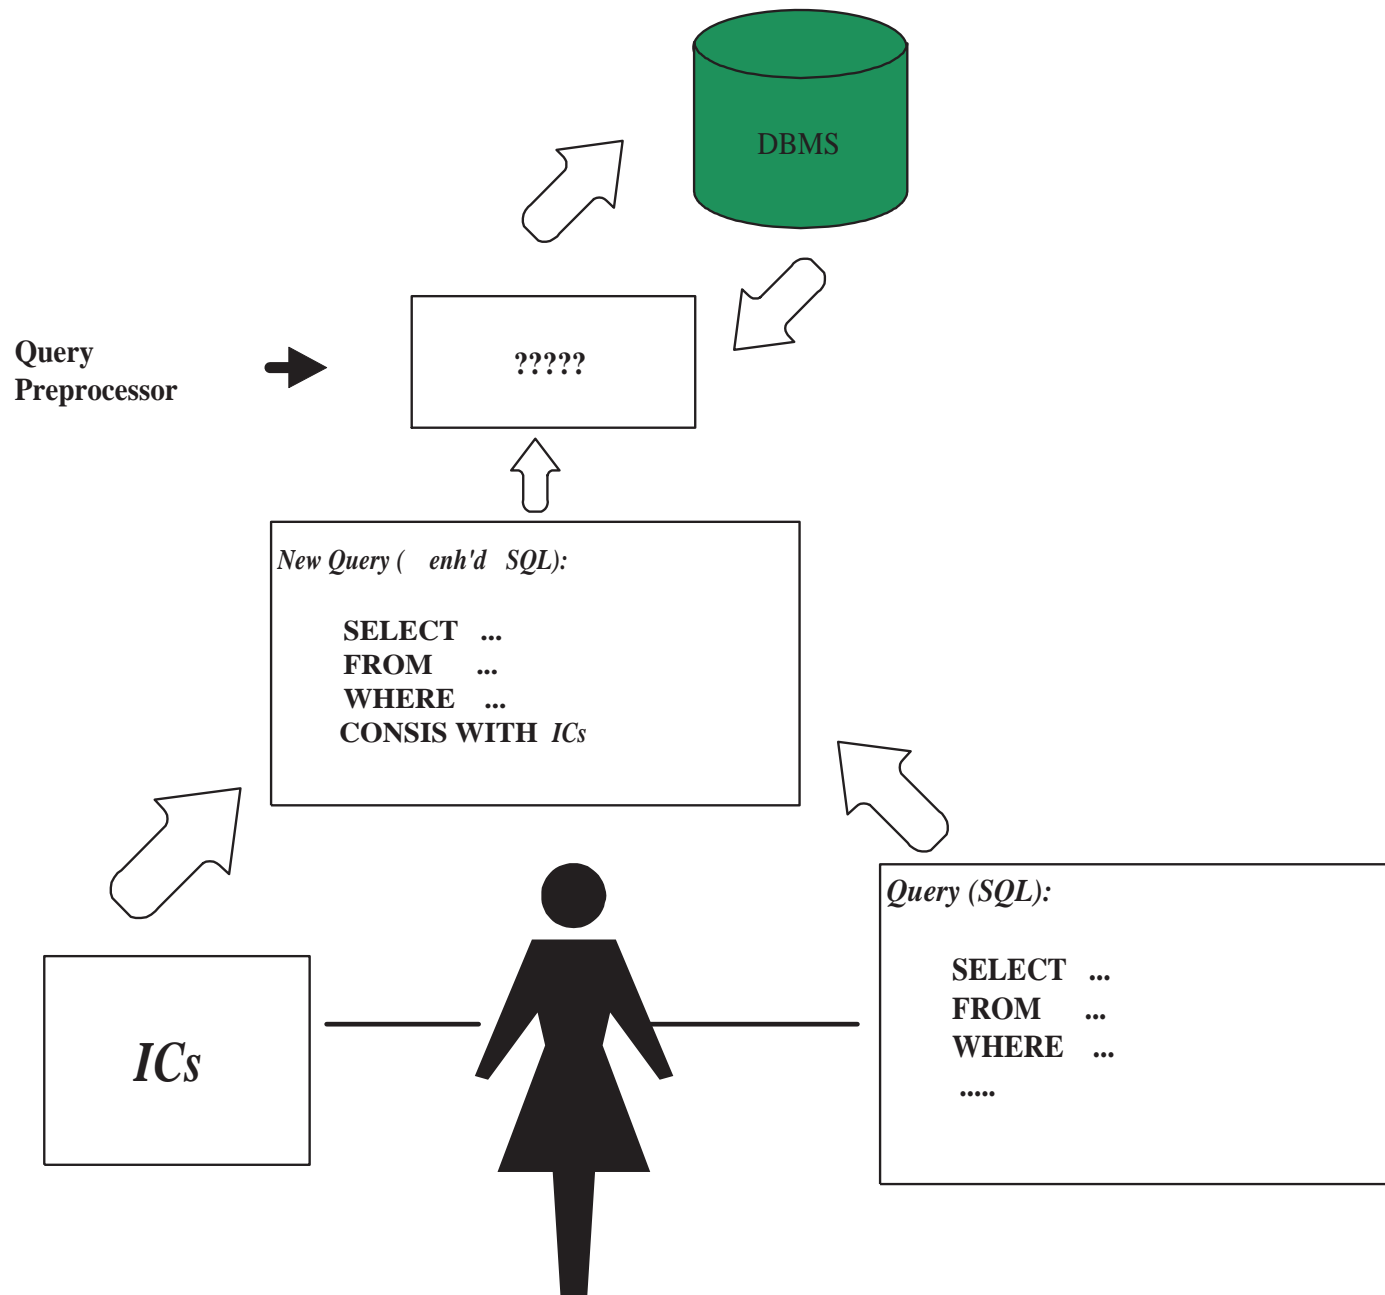 DBMS
Query
Preprocessor
?????
New Query ( enh'd SQL):
SELECT ...
FROM ...
WHERE ...
CONSIS WITH ICs
Query (SQL):
SELECT ...
FROM ...
WHERE ...
.....
ICs